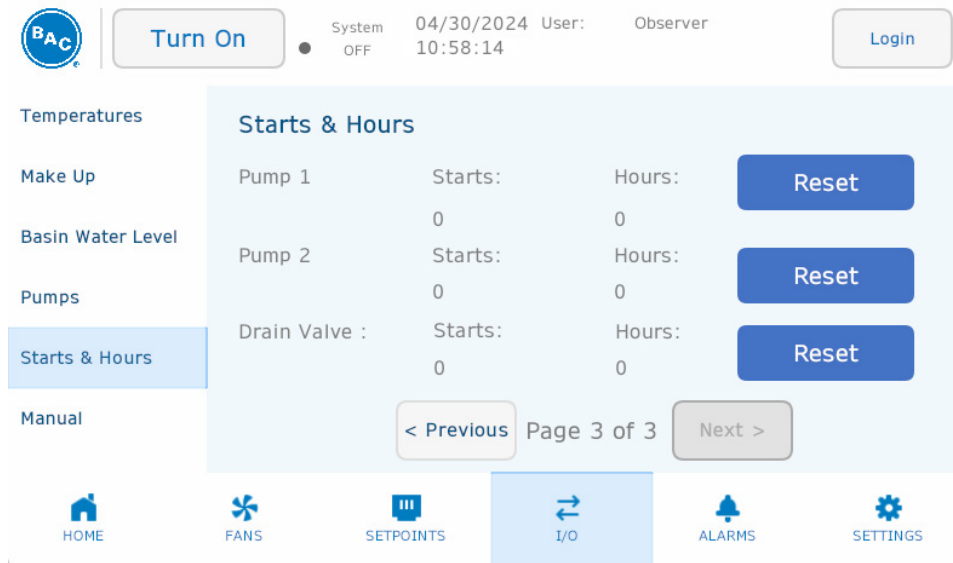 BAC
Turn On
System
OFF
04/30/2024 User: Observer
10:58:14
Login
Temperatures
Make Up
Basin Water Level
Pumps
Starts & Hours
Manual
Starts & Hours
Pump 1 Starts: Hours: Reset
0 0
Pump 2 Starts: Hours: Reset
0 0
Drain Valve : Starts: Hours: Reset
0 0
< Previous Page 3 of 3 Next >
HOME FANS SETPOINTS I/O ALARMS SETTINGS